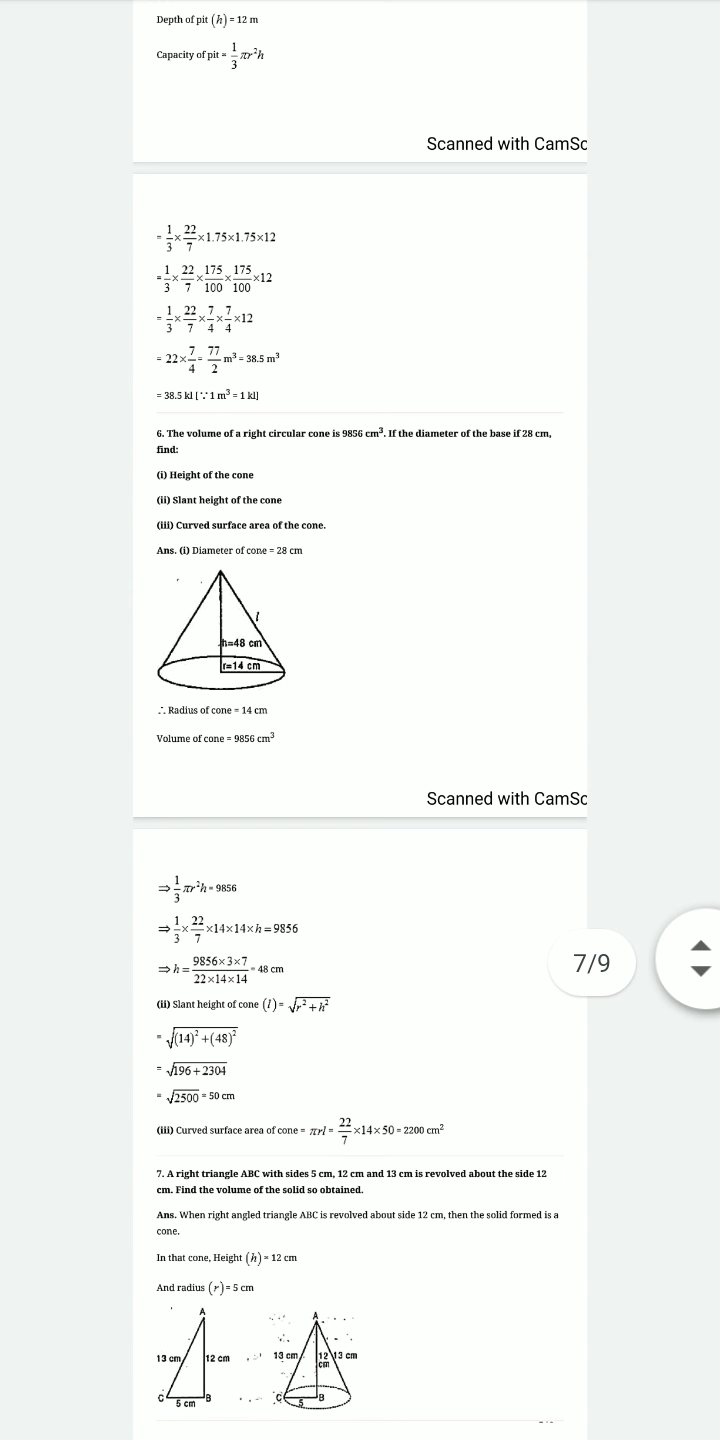 Depth of pit (h) = 12 m
Capacity of pit = 1/3 πr²h
Scanned with CamSc
= 1/3 × 22/7 × 1.75 × 1.75 × 12
= 1/3 × 22/7 × 175/100 × 175/100 × 12
= 1/3 × 22/7 × 7/4 × 7/4 × 12
= 22 × 7/4 = 77/2 m³ = 38.5 m³
= 38.5 kl [∵ 1 m³ = 1 kl]
6. The volume of a right circular cone is 9856 cm³. If the diameter of the base if 28 cm,
find:
(i) Height of the cone
(ii) Slant height of the cone
(iii) Curved surface area of the cone.
Ans. (i) Diameter of cone = 28 cm
l
h=48 cm
r=14 cm
∴ Radius of cone = 14 cm
Volume of cone = 9856 cm³
Scanned with CamSc
⇒ 1/3 πr²h = 9856
⇒ 1/3 × 22/7 × 14 × 14 × h = 9856
⇒ h = 9856×3×7 / 22×14×14 = 48 cm
7/9
(ii) Slant height of cone (l) = √(r² + h²)
= √((14)² + (48)²)
= √(196 + 2304)
= √2500 = 50 cm
(iii) Curved surface area of cone = πrl = 22/7 × 14 × 50 = 2200 cm²
7. A right triangle ABC with sides 5 cm, 12 cm and 13 cm is revolved about the side 12
cm. Find the volume of the solid so obtained.
Ans. When right angled triangle ABC is revolved about side 12 cm, then the solid formed is a
cone.
In that cone, Height (h) = 12 cm
And radius (r) = 5 cm
A A
13 cm 12 cm 13 cm 12 cm 13 cm
C B C B
5 cm 5